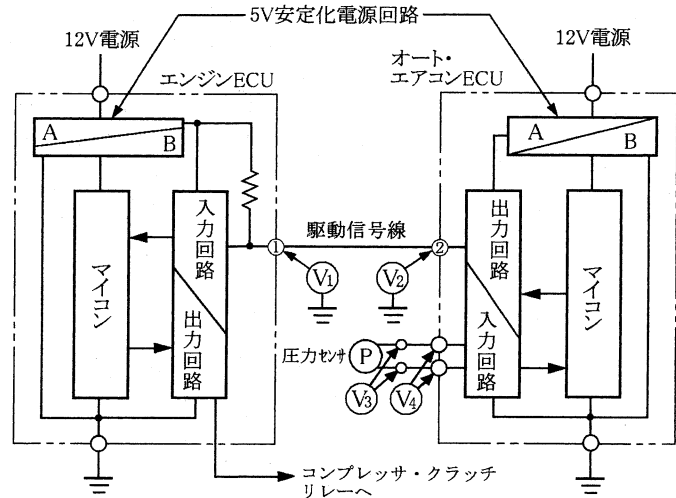 5V安定化電源回路
12V電源
エンジンECU
オート・
エアコンECU
12V電源
A
B
A
B
マイコン
入力回路
出力回路
駆動信号線
①
②
V1
V2
出力回路
入力回路
マイコン
圧力センサ
P
V3
V4
コンプレッサ・クラッチ
リレーへ